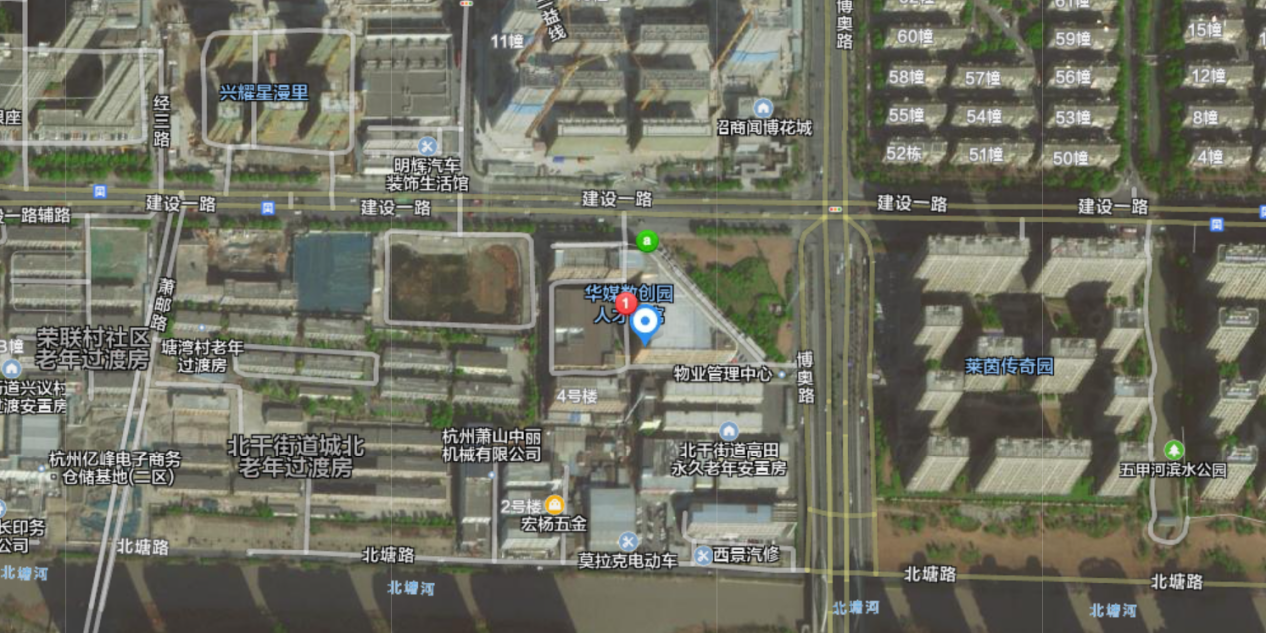 博奥路
二益线
11幢
61幢
60幢
59幢
15幢
58幢
57幢
56幢
12幢
兴耀星漫里
经三路
55幢
54幢
53幢
8幢
招商闻博花城
明辉汽车
装饰生活馆
52栋
51幢
50幢
4幢
建设一路
建设一路
建设一路
建设一路
建设一路
设一路辅路
a
萧邮路
华媒数创园
1
荣联村社区
老年过渡房
塘湾村老年
过渡房
物业管理中心
博奥路
莱茵传奇园
4号楼
北干街道城北
老年过渡房
杭州萧山中丽
机械有限公司
北干街道高田
永久老年安置房
杭州亿峰电子商务
仓储基地(二区)
五甲河滨水公园
2号楼
宏杨五金
长印务
公司
北塘路
北塘路
莫拉克电动车
西景汽修
北塘路
北塘路
北塘河
北塘河
北塘河
北塘河